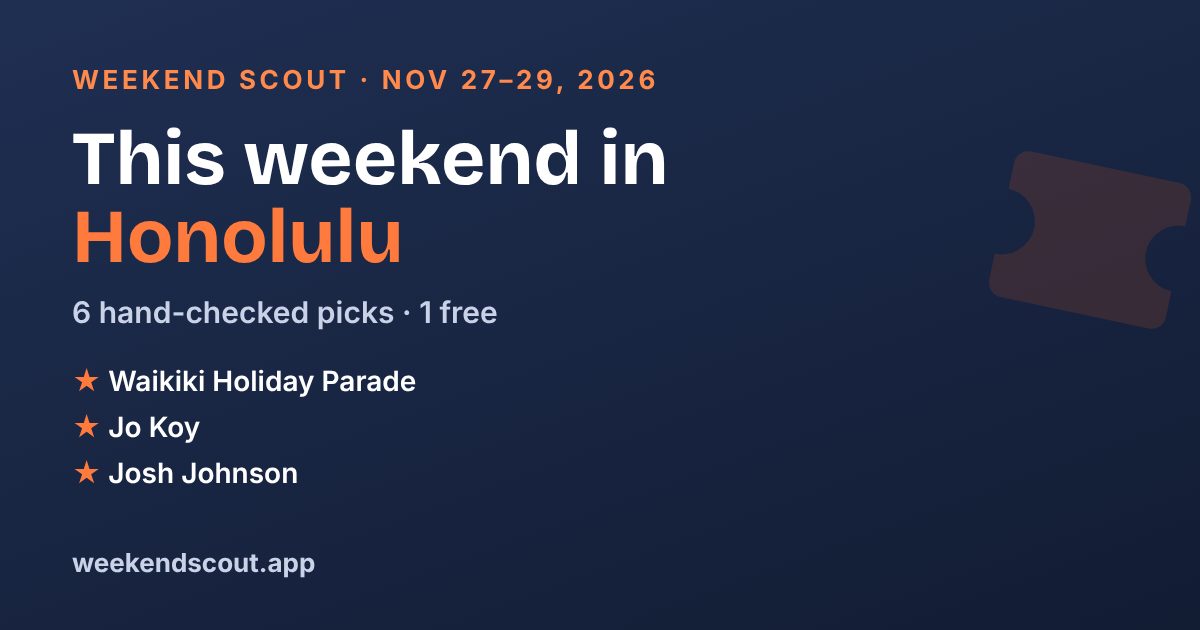 WEEKEND SCOUT · NOV 27–29, 2026
This weekend in
Honolulu
6 hand-checked picks · 1 free
★ Waikiki Holiday Parade
★ Jo Koy
★ Josh Johnson
weekendscout.app